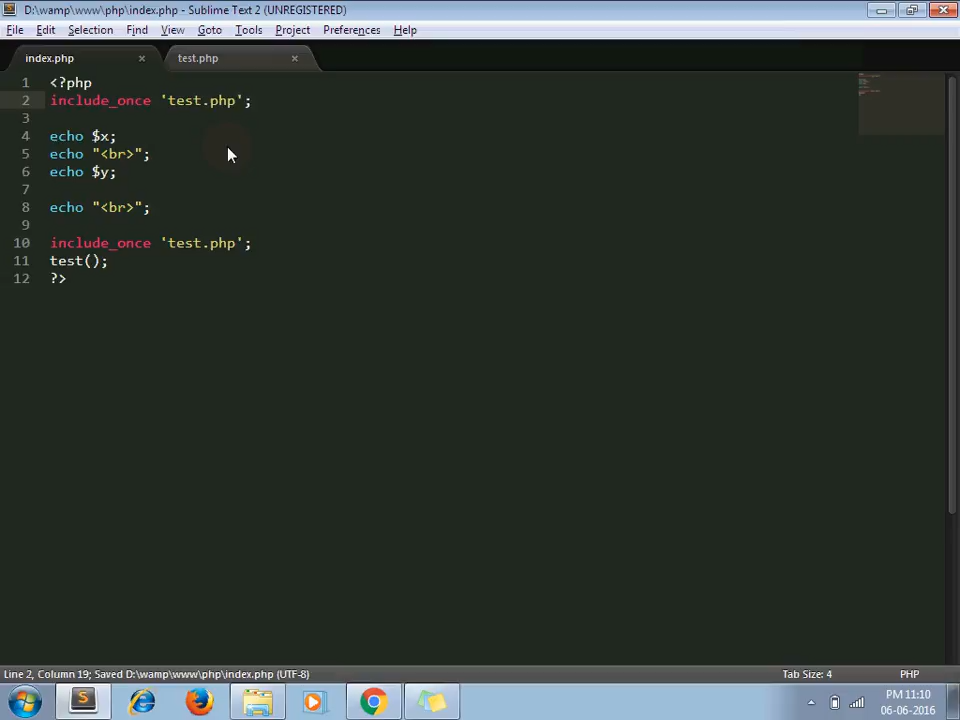 D:\wamp\www\php\index.php - Sublime Text 2 (UNREGISTERED)
File Edit Selection Find View Goto Tools Project Preferences Help
index.php × test.php ×
1 <?php
2 include_once 'test.php';
3
4 echo $x;
5 echo "<br>";
6 echo $y;
7
8 echo "<br>";
9
10 include_once 'test.php';
11 test();
12 ?>
Line 2, Column 19; Saved D:\wamp\www\php\index.php (UTF-8) Tab Size: 4 PHP
PM 11:10
06-06-2016